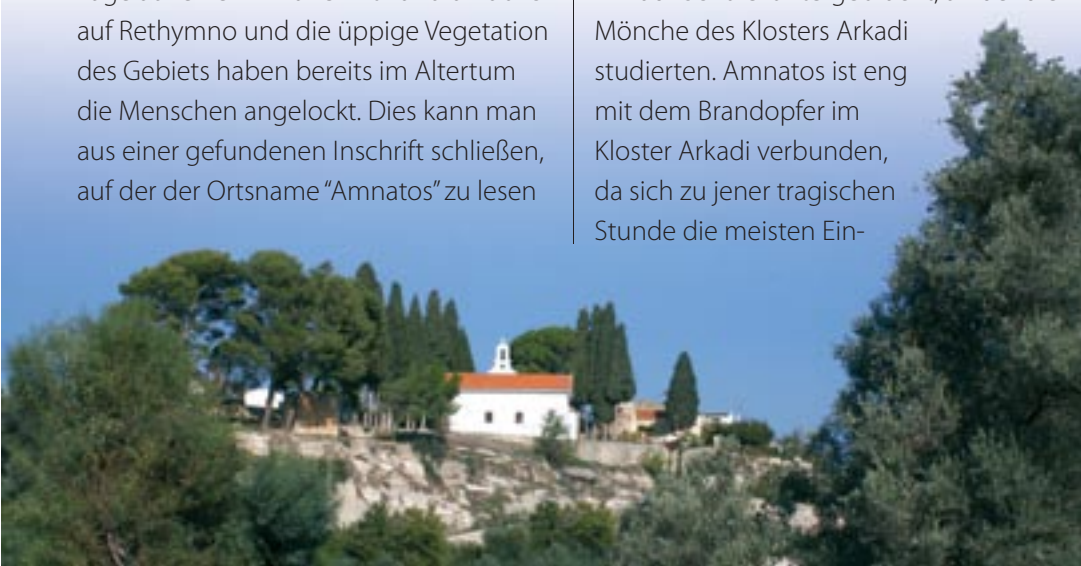 auf Rethymno und die üppige Vegetation
des Gebiets haben bereits im Altertum
die Menschen angelockt. Dies kann man
aus einer gefundenen Inschrift schließen,
auf der der Ortsname “Amnatos” zu lesen
Mönche des Klosters Arkadi
studierten. Amnatos ist eng
mit dem Brandopfer im
Kloster Arkadi verbunden,
da sich zu jener tragischen
Stunde die meisten Ein-